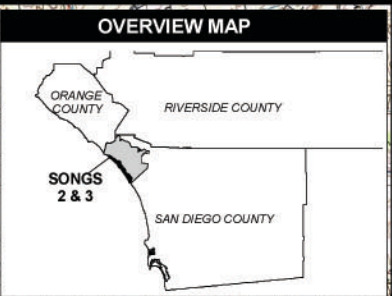 OVERVIEW MAP
ORANGE
COUNTY
RIVERSIDE COUNTY
SONGS
2 & 3
SAN DIEGO COUNTY